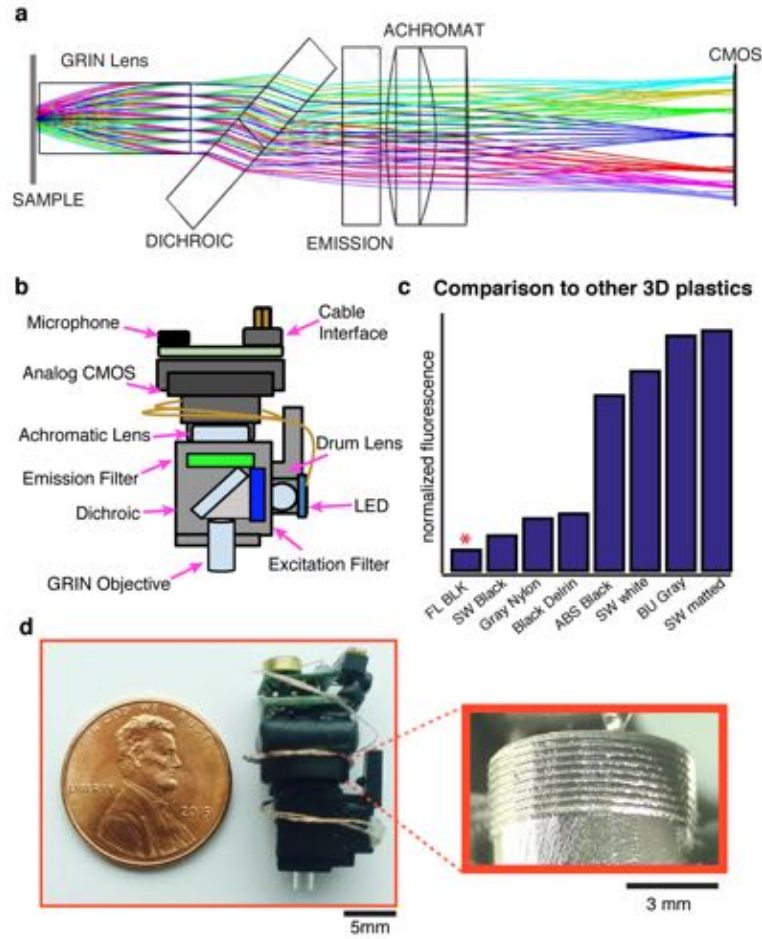 a
ACHROMAT
GRIN Lens
CMOS
SAMPLE
DICHROIC
EMISSION
b
Microphone
Cable
Interface
Analog CMOS
Achromatic Lens
Drum Lens
Emission Filter
Dichroic
LED
Excitation Filter
GRIN Objective
c
Comparison to other 3D plastics
normalized fluorescence
*
FL BLK
SW Black
Gray Nylon
Black Delrin
ABS Black
SW white
BU Gray
SW matted
d
LIBERTY
2015
5mm
3 mm